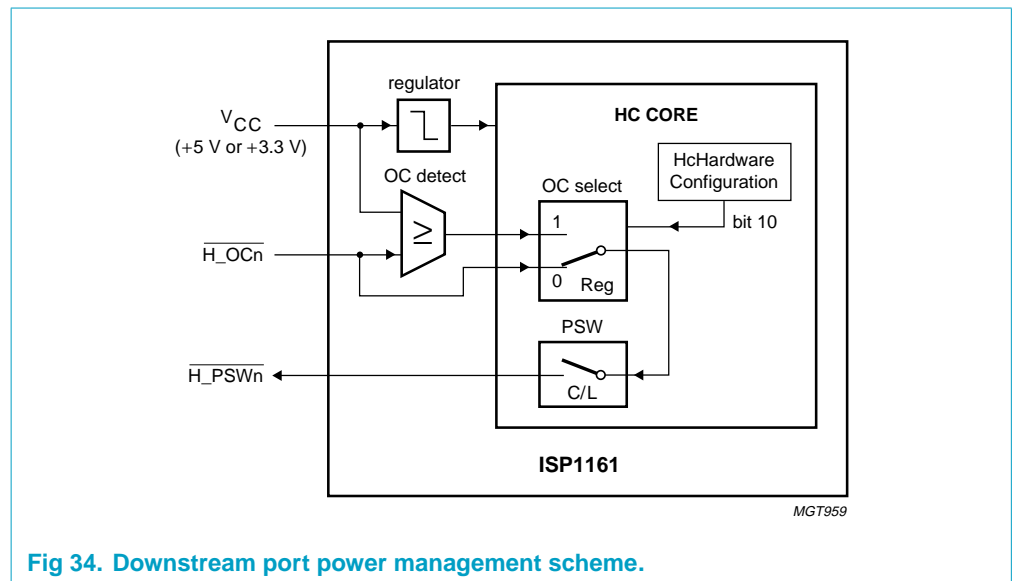 regulator
VCC
(+5 V or +3.3 V)
HC CORE
HcHardware
Configuration
OC detect
OC select
1
bit 10
≥
H_OCn
0
Reg
PSW
H_PSWn
C/L
ISP1161
MGT959
Fig 34. Downstream port power management scheme.